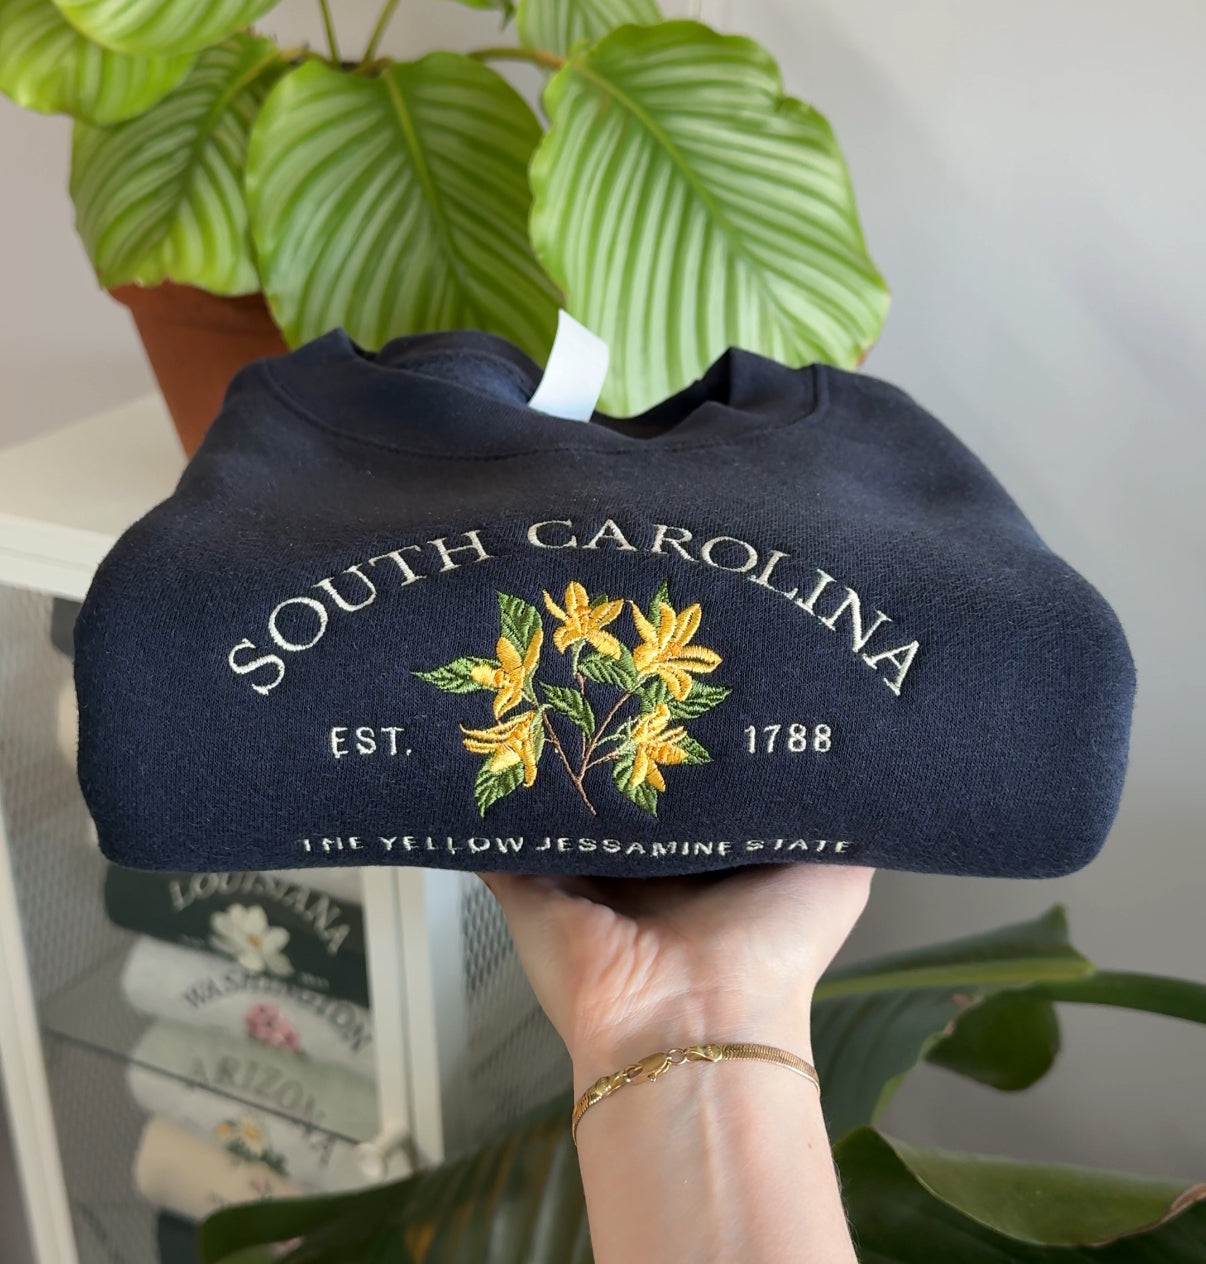 SOUTH CAROLINA
EST. 1788
THE YELLOW JESSAMINE STATE
LOUISIANA
WASHINGTON
ARIZONA